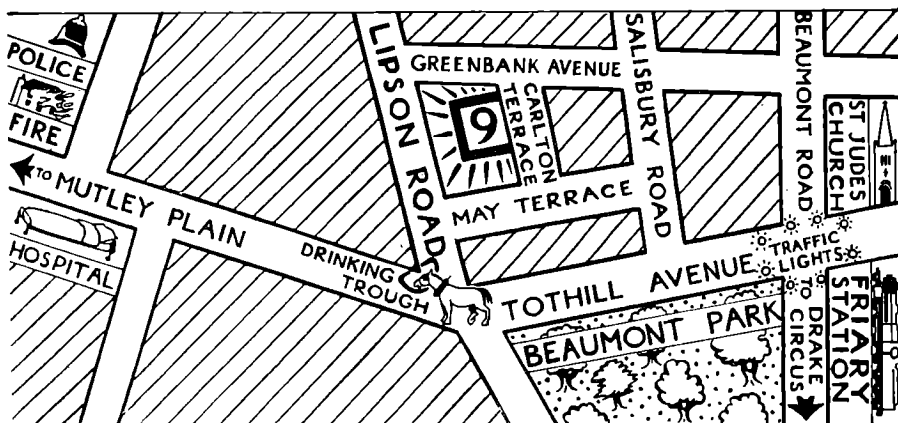 POLICE
FIRE
TO MUTLEY PLAIN
HOSPITAL
LIPSON ROAD
GREENBANK AVENUE
9
CARLTON
TERRACE
MAY TERRACE
SALISBURY ROAD
BEAUMONT ROAD
ST JUDES
CHURCH
DRINKING
TROUGH
TOTHILL AVENUE
TRAFFIC
LIGHTS
BEAUMONT PARK
TO DRAKE
CIRCUS
FRIARY
STATION